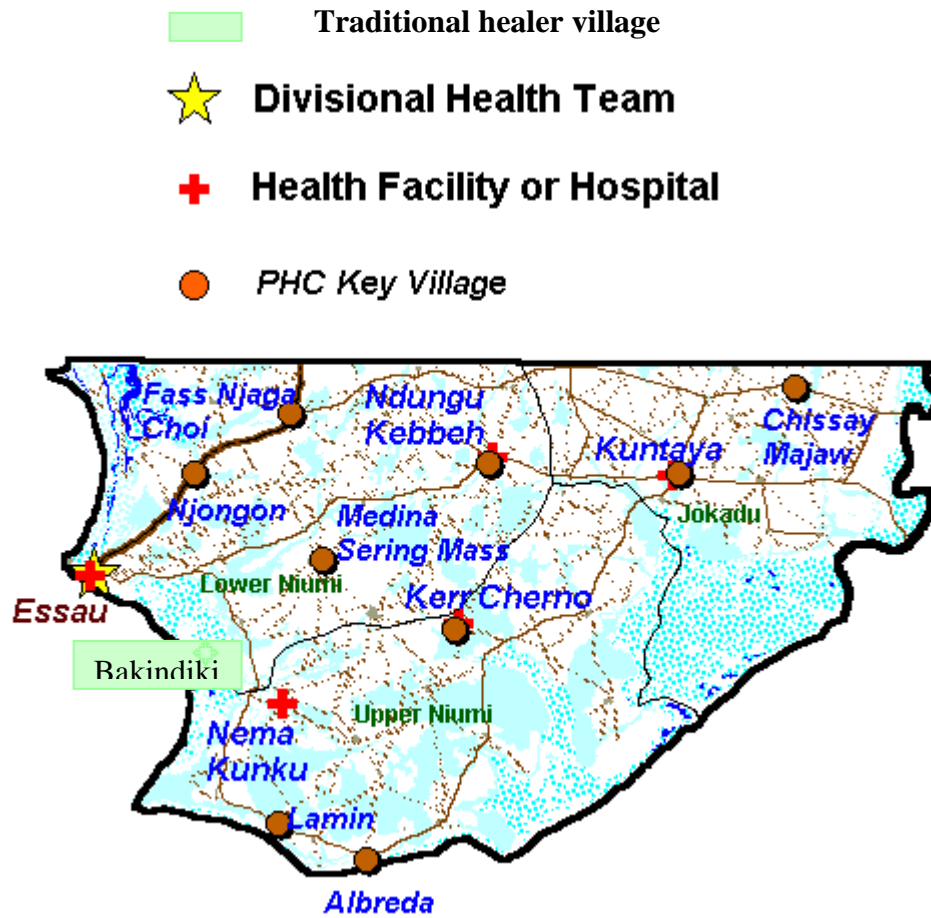 Traditional healer village
Divisional Health Team
Health Facility or Hospital
PHC Key Village
Fass Njaga
Choi
Ndungu
Kebbeh
Chissay
Majaw
Kuntaya
Njongon
Medina
Sering Mass
Jokadu
Lower Niumi
Kerr Cherno
Essau
Bakindiki
Upper Niumi
Nema
Kunku
Lamin
Albreda